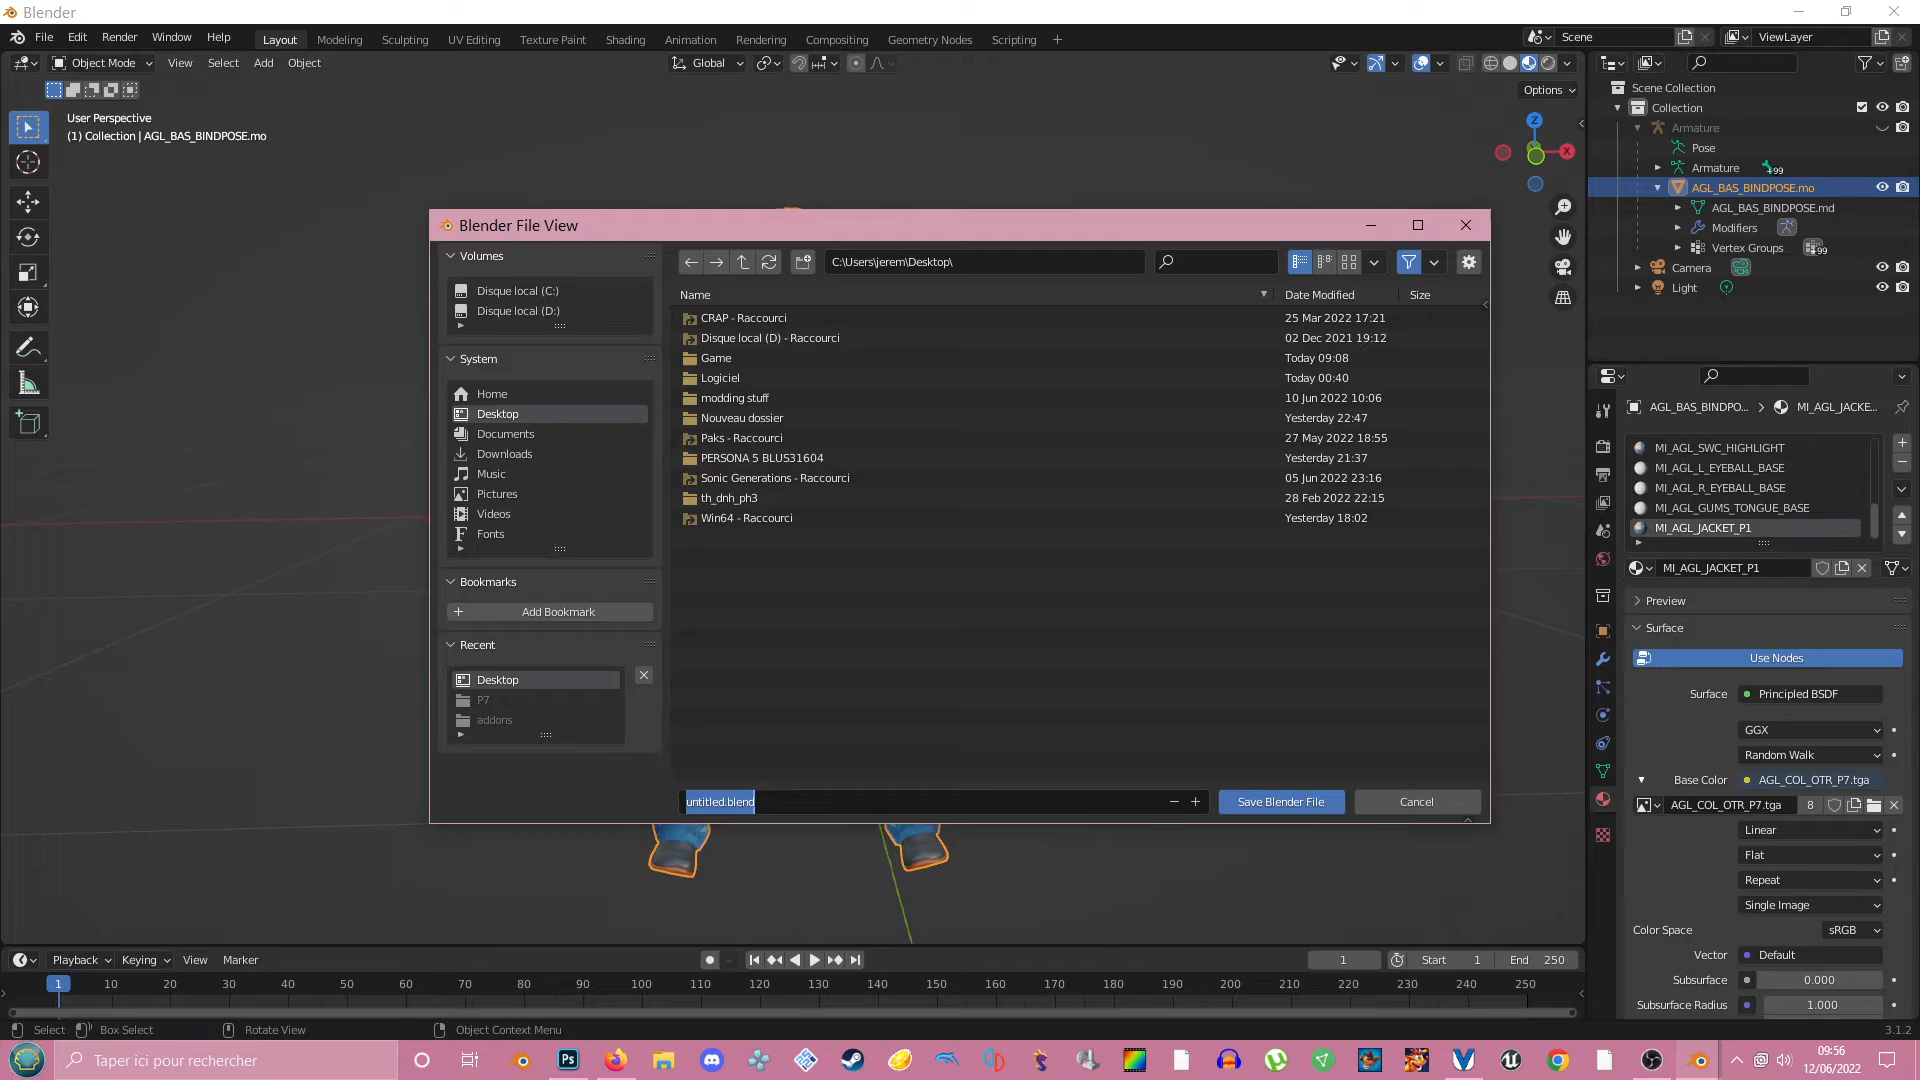 Blender
File Edit Render Window Help Layout Modeling Sculpting UV Editing Texture Paint Shading Animation Rendering Compositing Geometry Nodes Scripting + Scene ViewLayer
Object Mode View Select Add Object Global
Options
User Perspective
(1) Collection | AGL_BAS_BINDPOSE.mo
Z
X
Scene Collection
Collection
Armature
Pose
Armature +99
AGL_BAS_BINDPOSE.mo
AGL_BAS_BINDPOSE.md
Modifiers
Vertex Groups +99
Camera
Light
Blender File View
Volumes
Disque local (C:)
Disque local (D:)
System
Home
Desktop
Documents
Downloads
Music
Pictures
Videos
Fonts
Bookmarks
Add Bookmark
Recent
Desktop
P7
addons
C:\Users\jerem\Desktop\
Name Date Modified Size
CRAP - Raccourci 25 Mar 2022 17:21
Disque local (D) - Raccourci 02 Dec 2021 19:12
Game Today 09:08
Logiciel Today 00:40
modding stuff 10 Jun 2022 10:06
Nouveau dossier Yesterday 22:47
Paks - Raccourci 27 May 2022 18:55
PERSONA 5 BLUS31604 Yesterday 21:37
Sonic Generations - Raccourci 05 Jun 2022 23:16
th_dnh_ph3 28 Feb 2022 22:15
Win64 - Raccourci Yesterday 18:02
untitled.blend Save Blender File Cancel
AGL_BAS_BINDPO... MI_AGL_JACKE...
MI_AGL_SWC_HIGHLIGHT
MI_AGL_L_EYEBALL_BASE
MI_AGL_R_EYEBALL_BASE
MI_AGL_GUMS_TONGUE_BASE
MI_AGL_JACKET_P1
MI_AGL_JACKET_P1
Preview
Surface
Use Nodes
Surface Principled BSDF
GGX
Random Walk
Base Color AGL_COL_OTR_P7.tga
AGL_COL_OTR_P7.tga 8
Linear
Flat
Repeat
Single Image
Color Space sRGB
Vector Default
Subsurface 0.000
Subsurface Radius 1.000
Playback Keying View Marker 1 Start 1 End 250
1 10 20 30 40 50 60 70 80 90 100 110 120 130 140 150 160 170 180 190 200 210 220 230 240 250
Select Box Select Rotate View Object Context Menu 3.1.2
Taper ici pour rechercher
Ps
09:56
12/06/2022